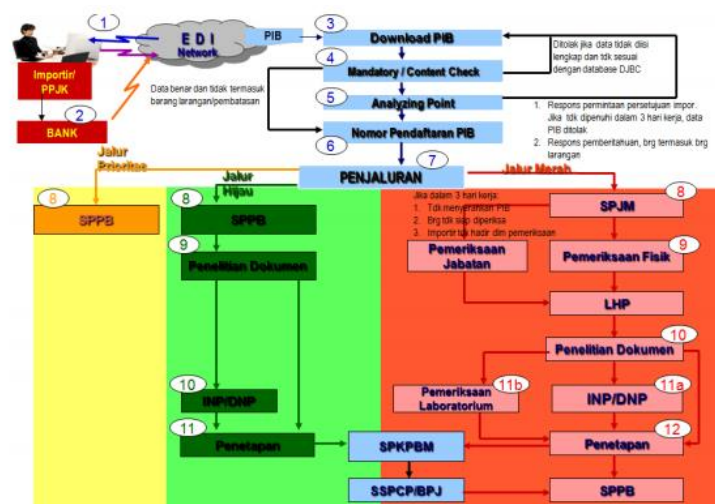 1
E D I
Network
PIB
3
Download PIB
Ditolak jika data tidak diisi
lengkap dan tdk sesuai
dengan database DJBC
4
Mandatory / Content Check
Importir/
PPJK
Data benar dan tidak termasuk
barang larangan/pembatasan
5
Analyzing Point
1. Respons permintaan persetujuan impor.
Jika tdk dipenuhi dalam 3 hari kerja, data
PIB ditolak
2. Respons pemberitahuan, brg termasuk brg
larangan
2
BANK
Nomor Pendaftaran PIB
6
Jalur
Prioritas
Jalur
Hijau
7
PENJALURAN
Jalur Merah
8
SPPB
8
SPPB
Jika dalam 3 hari kerja:
1. Tdk menyerahkan PIB
2. Brg tdk siap diperiksa
3. Importir tdk hadir dlm pemeriksaan
8
SPJM
9
Penelitian Dokumen
Pemeriksaan
Jabatan
9
Pemeriksaan Fisik
LHP
10
Penelitian Dokumen
10
INP/DNP
11b
Pemeriksaan
Laboratorium
11a
INP/DNP
11
Penetapan
SPKPBM
12
Penetapan
SSPCP/BPJ
SPPB